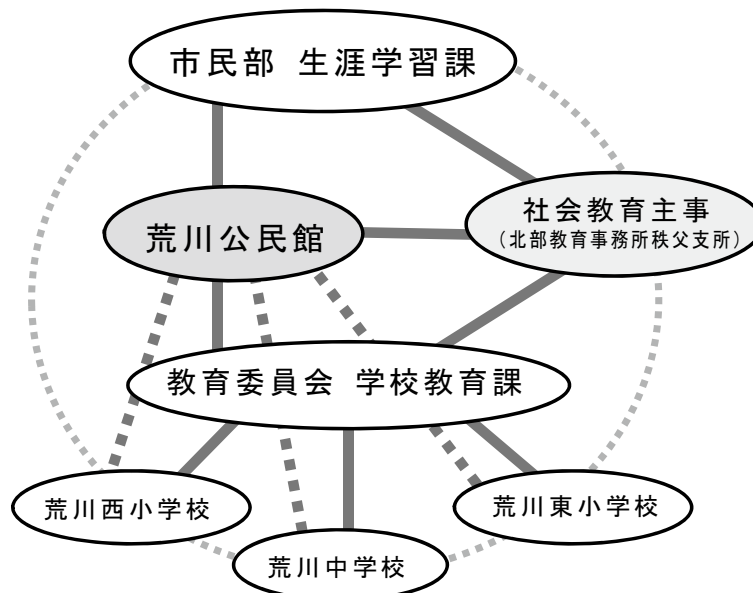 市民部 生涯学習課
荒川公民館
社会教育主事
（北部教育事務所秩父支所）
教育委員会 学校教育課
荒川西小学校
荒川東小学校
荒川中学校